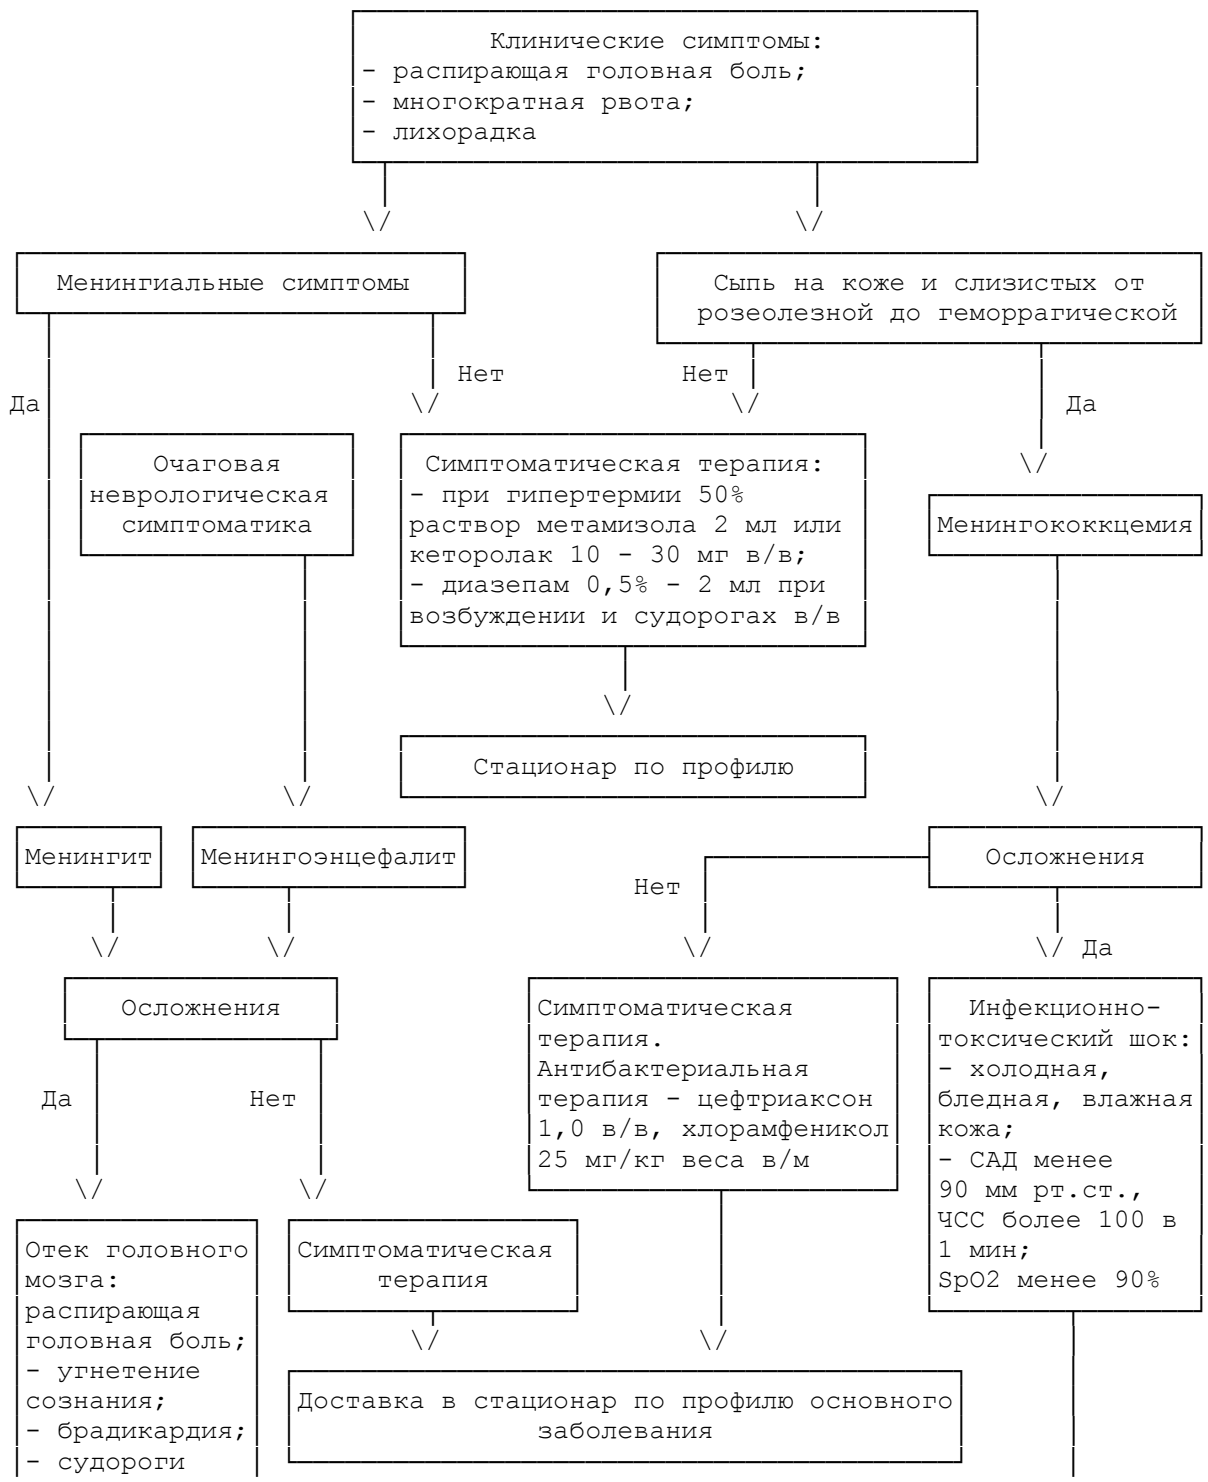 Клинические симптомы:
- распирающая головная боль;
- многократная рвота;
- лихорадка
\/
\/
Менингиальные симптомы
Сыпь на коже и слизистых от
розеолезной до геморрагической
Да
Нет
\/
Нет
\/
Да
\/
Очаговая
неврологическая
симптоматика
Симптоматическая терапия:
- при гипертермии 50%
раствор метамизола 2 мл или
кеторолак 10 - 30 мг в/в;
- диазепам 0,5% - 2 мл при
возбуждении и судорогах в/в
Менингококкцемия
\/
Стационар по профилю
\/
\/
\/
Менингит
Менингоэнцефалит
Осложнения
Нет
\/
\/
\/
\/ Да
Осложнения
Да
Нет
\/
\/
Симптоматическая
терапия.
Антибактериальная
терапия - цефтриаксон
1,0 в/в, хлорамфеникол
25 мг/кг веса в/м
Инфекционно-
токсический шок:
- холодная,
бледная, влажная
кожа;
- САД менее
90 мм рт.ст.,
ЧСС более 100 в
1 мин;
SpO2 менее 90%
Отек головного
мозга:
распирающая
головная боль;
- угнетение
сознания;
- брадикардия;
- судороги
Симптоматическая
терапия
\/
\/
Доставка в стационар по профилю основного
заболевания